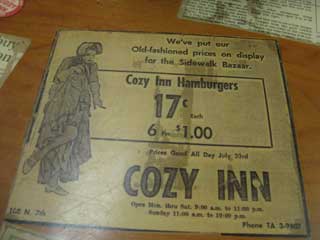 We've put our
Old-fashioned prices on display
for the Sidewalk Bazaar.
Cozy Inn Hamburgers
17¢ Each
6 For $1.00
Prices Good All Day July 23rd
COZY INN
Open Mon. thru Sat. 9:00 a.m. to 11:00 p.m.
Sunday 11:00 a.m. to 10:00 p.m.
108 N. 7th
Phone TA